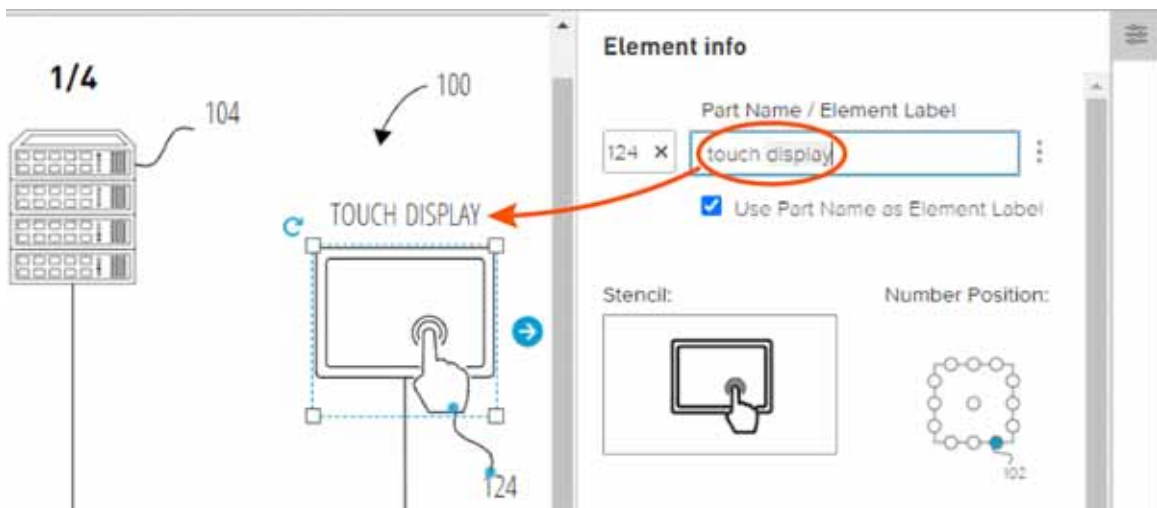 1/4
104
100
TOUCH DISPLAY
124
Element info
Part Name / Element Label
124 ×
touch display
Use Part Name as Element Label
Stencil:
Number Position:
102